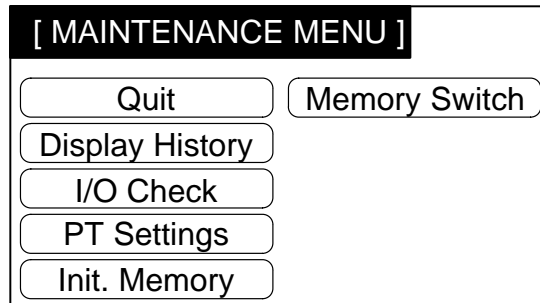 [ MAINTENANCE MENU ]
Quit Memory Switch
Display History
I/O Check
PT Settings
Init. Memory